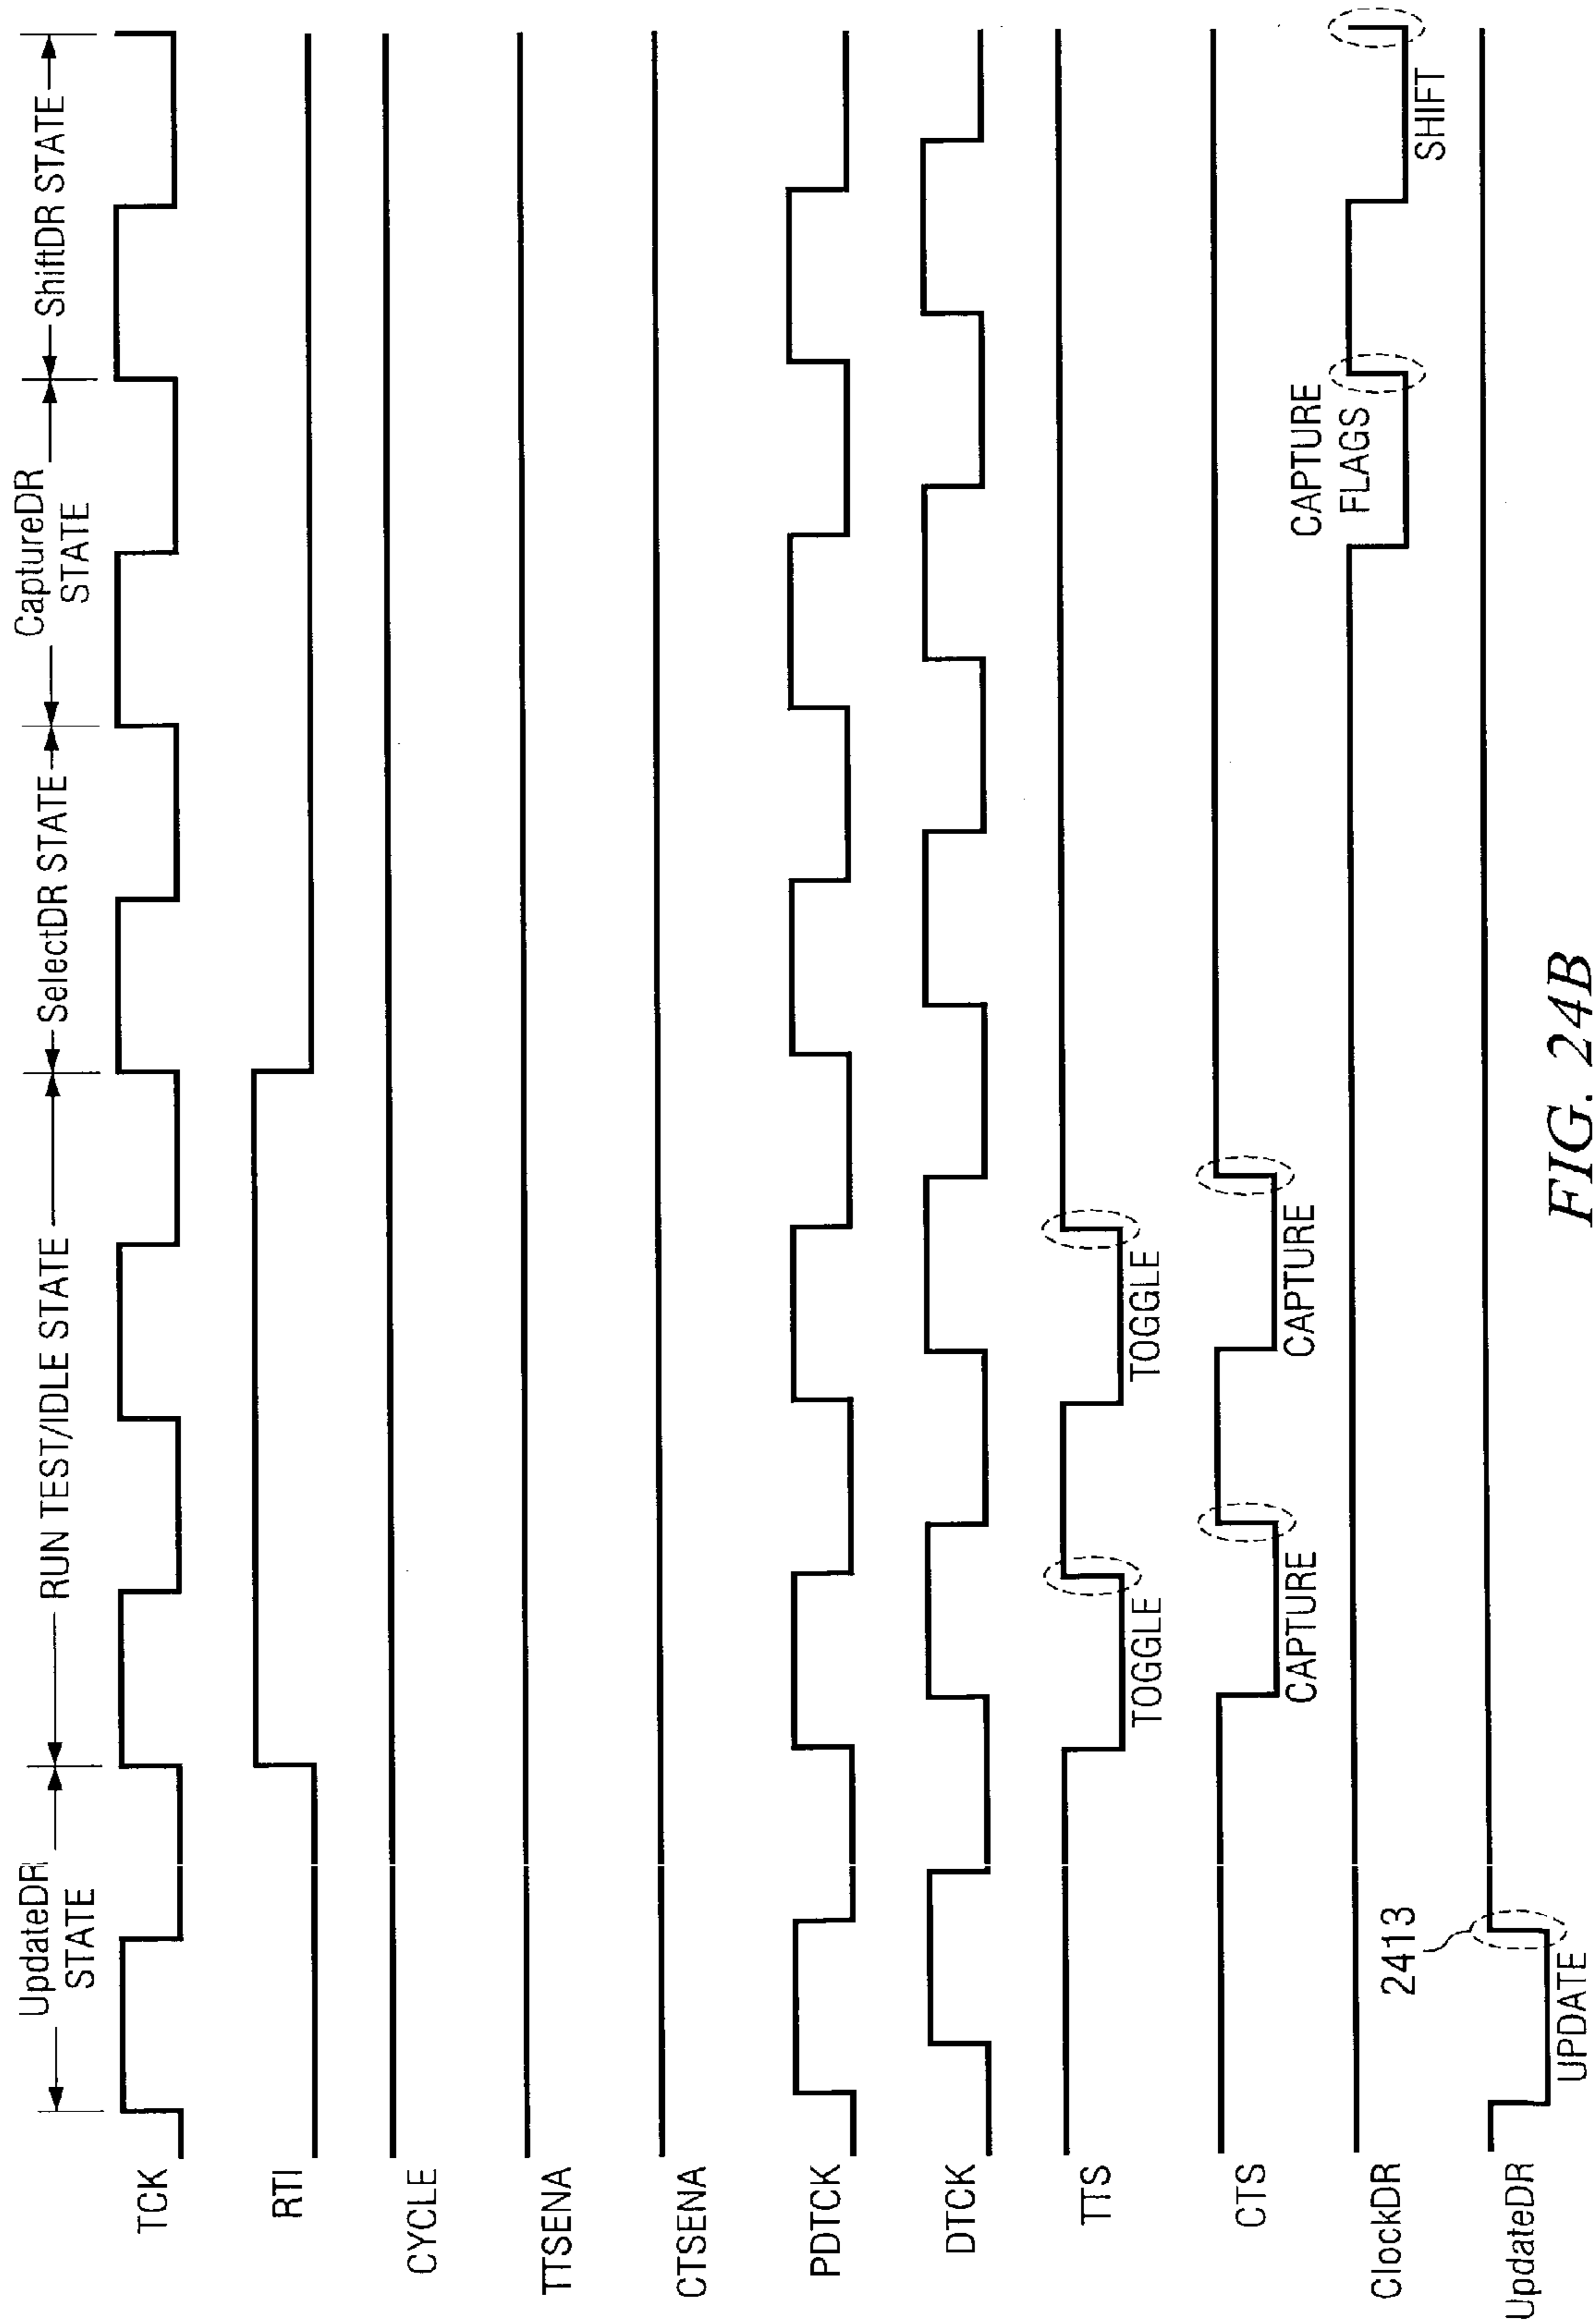 UpdateDR
STATE
RUN TEST/IDLE STATE
SelectDR STATE
CaptureDR
STATE
ShiftDR STATE
TCK
RTI
CYCLE
TTSENA
CTSENA
PDTCK
DTCK
TTS
TOGGLE
TOGGLE
CTS
CAPTURE
CAPTURE
ClockDR
CAPTURE
FLAGS
SHIFT
UpdateDR
2413
UPDATE
FIG. 24B